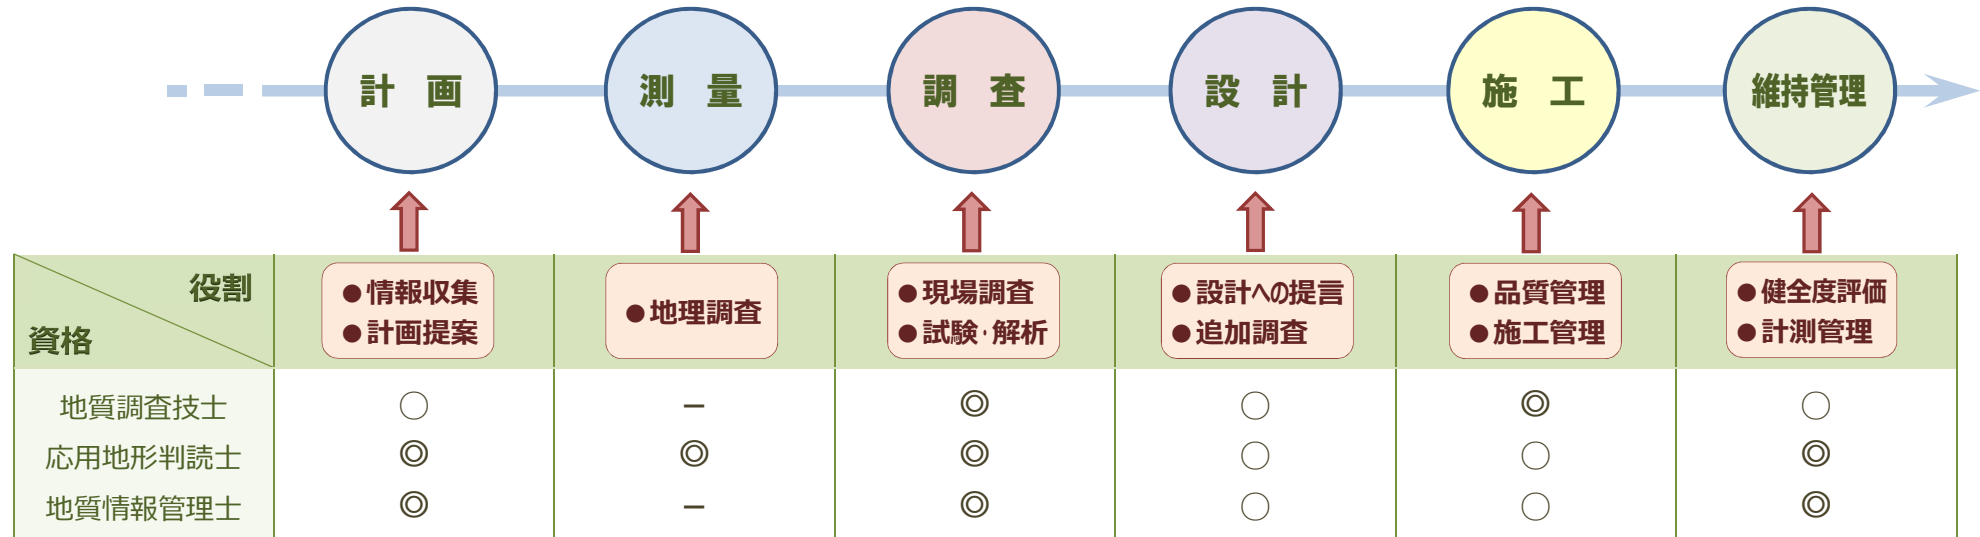 計 画
測 量
調 査
設 計
施 工
維持管理
役割
資格
●情報収集
●計画提案
●地理調査
●現場調査
●試験・解析
●設計への提言
●追加調査
●品質管理
●施工管理
●健全度評価
●計測管理
地質調査技士 ○ － ◎ ○ ◎ ○
応用地形判読士 ◎ ◎ ◎ ○ ○ ◎
地質情報管理士 ◎ － ◎ ○ ○ ◎